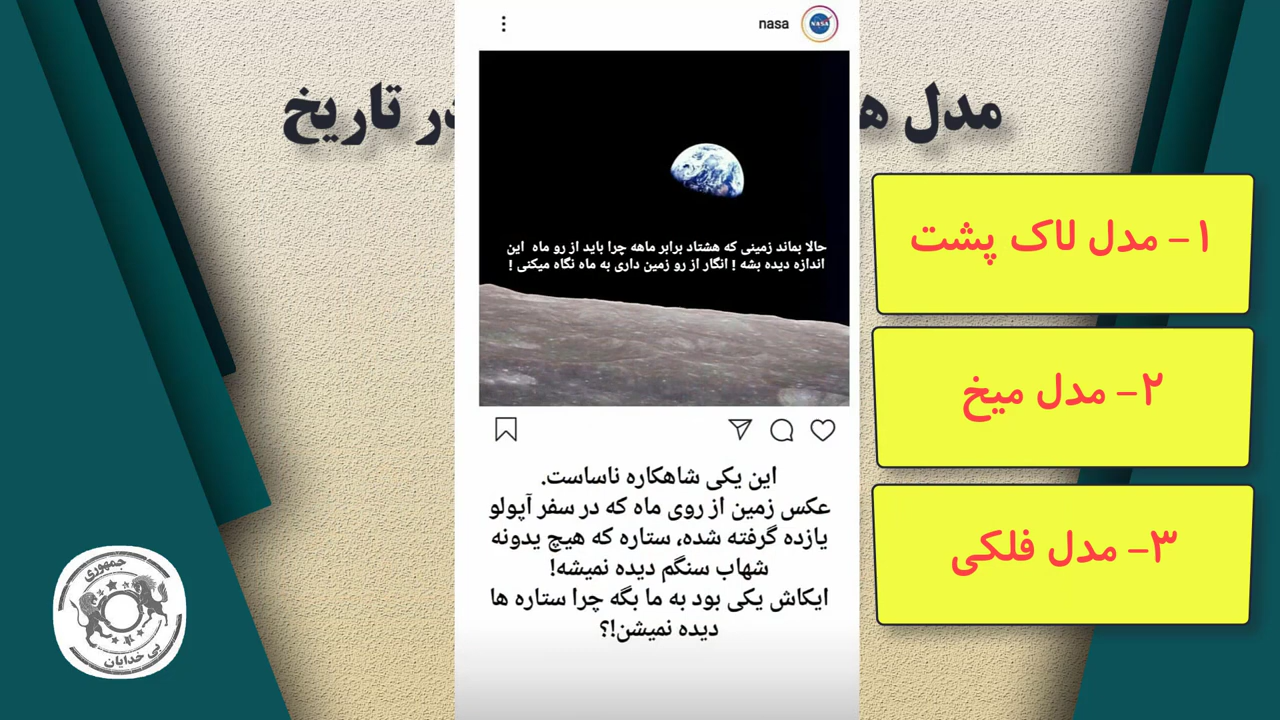 مدل ه
ر تاریخ
nasa
NASA
حالا بماند زمینی که هشتاد برابر ماهه چرا باید از رو ماه این
اندازه دیده بشه ! انگار از رو زمین داری به ماه نگاه میکنی !
این یکی شاهکاره ناساست.
عکس زمین از روی ماه که در سفر آپولو
یازده گرفته شده، ستاره که هیچ یدونه
شهاب سنگم دیده نمیشه!
ایکاش یکی بود به ما بگه چرا ستاره ها
دیده نمیشن!؟
۱- مدل لاک پشت
۲- مدل میخ
۳- مدل فلکی
جمهوری
بی خدایان